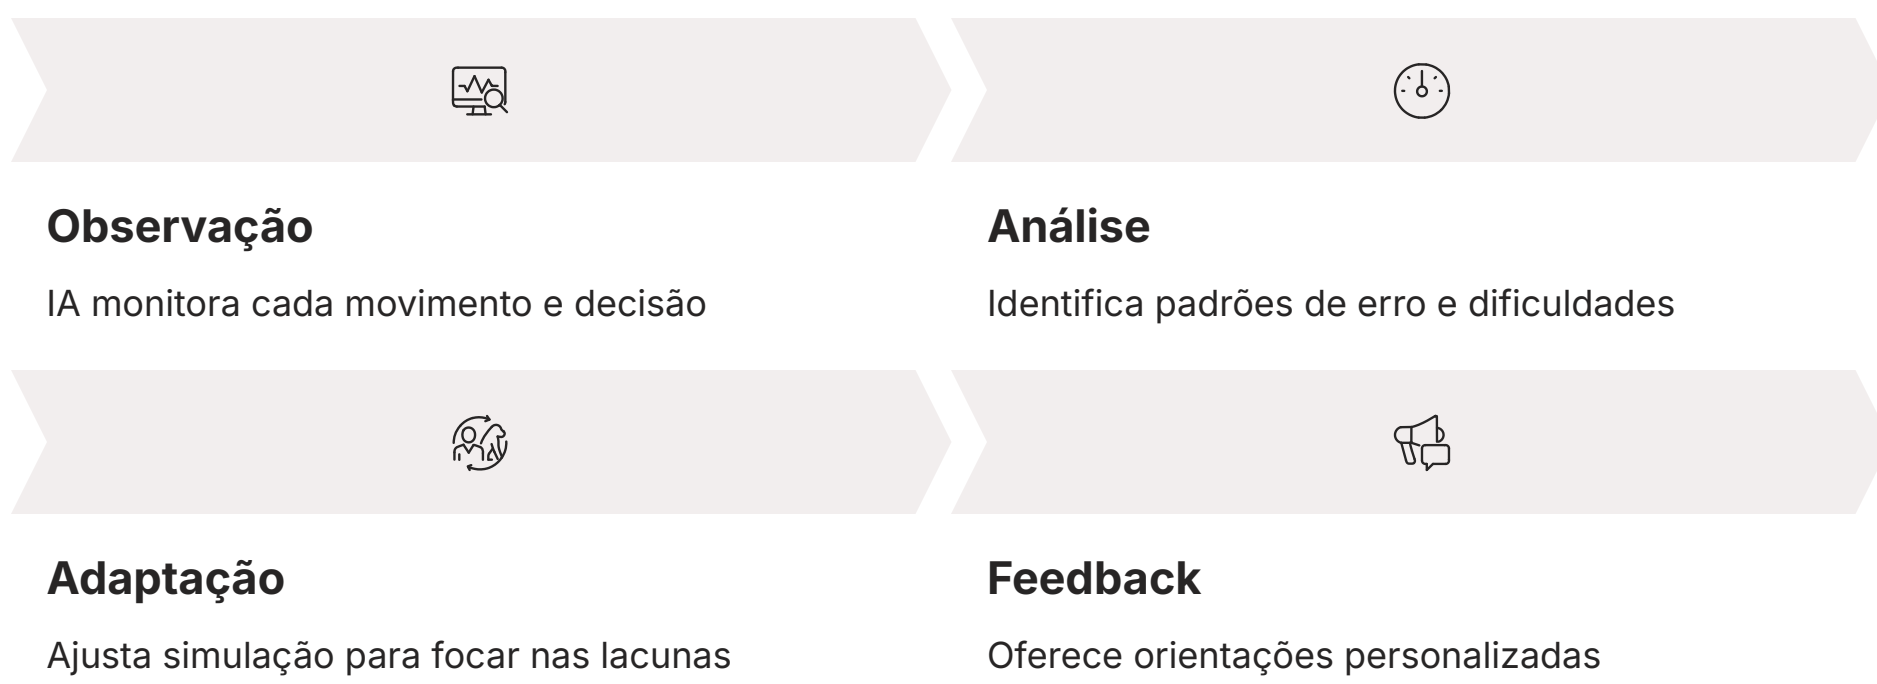 Observação
IA monitora cada movimento e decisão
Análise
Identifica padrões de erro e dificuldades
Adaptação
Ajusta simulação para focar nas lacunas
Feedback
Oferece orientações personalizadas